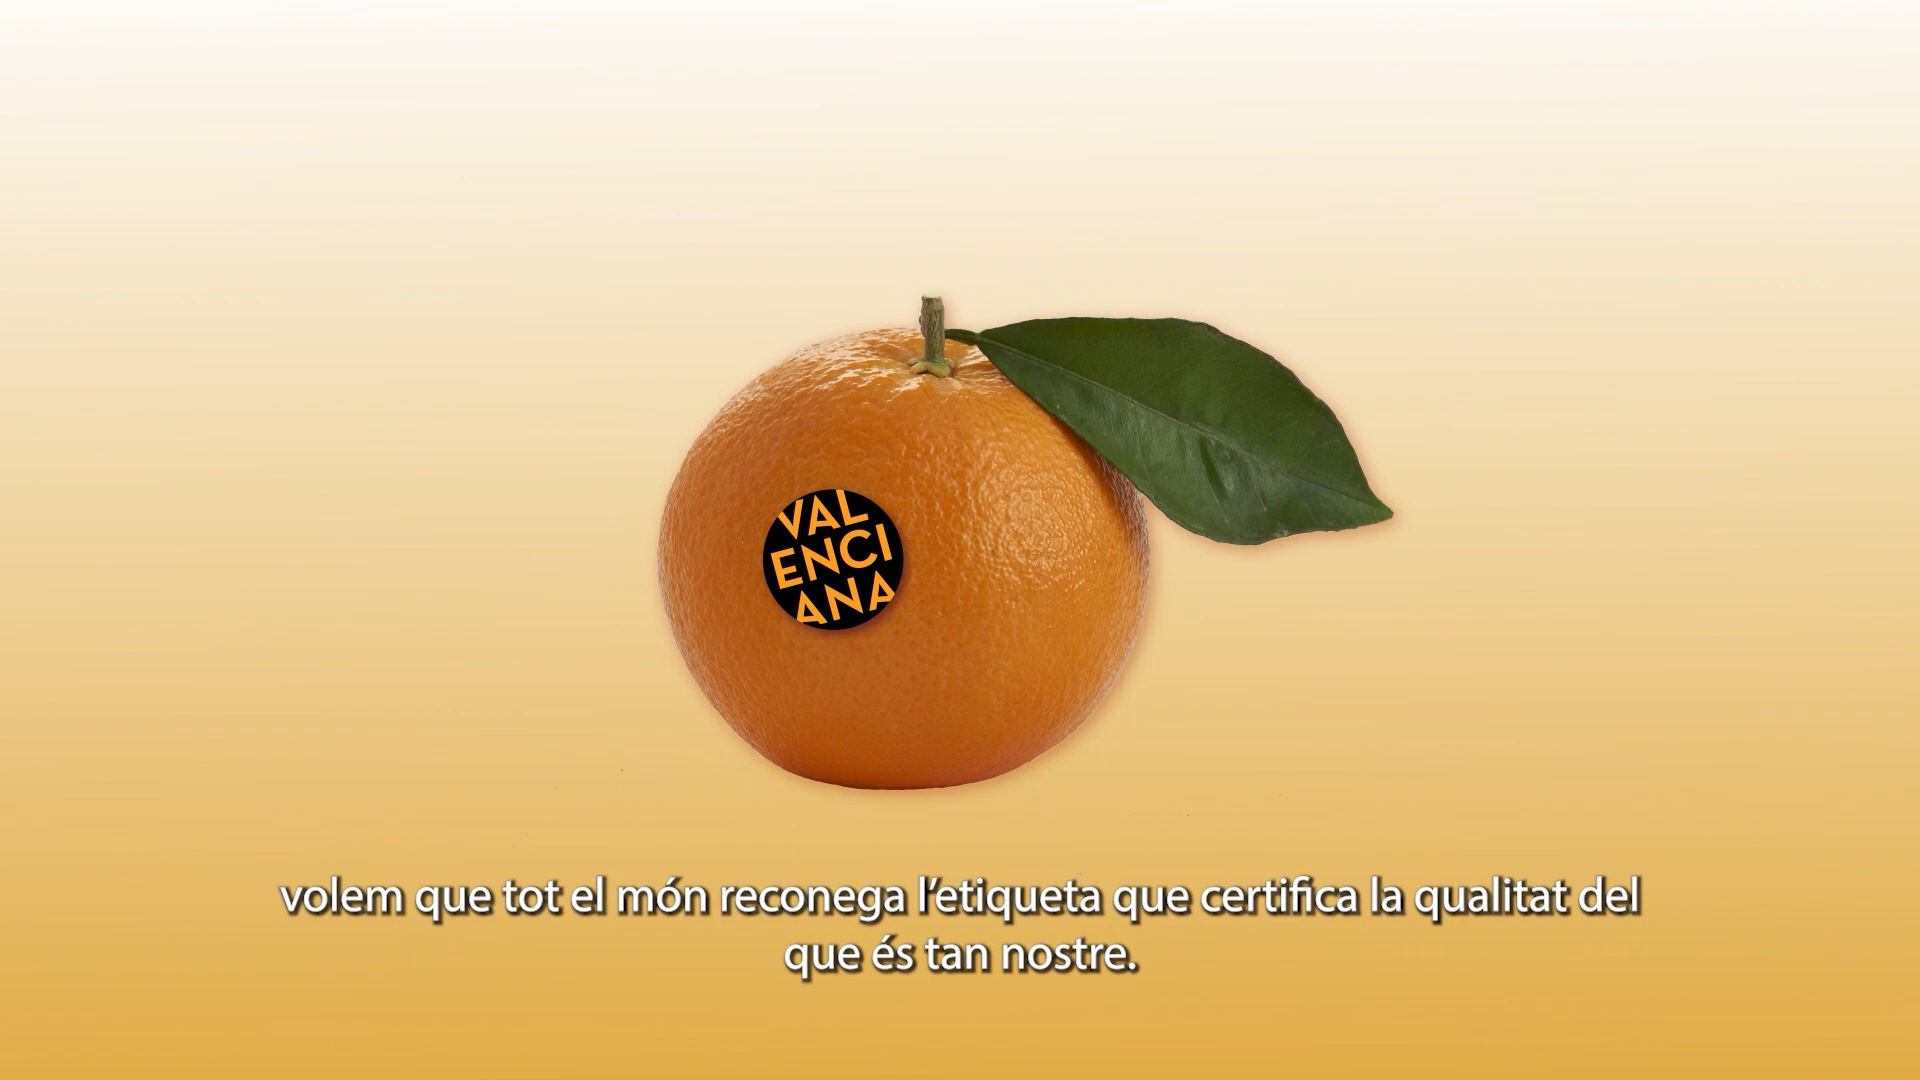 VAL
ENCI
ANA
volem que tot el món reconega l’etiqueta que certifica la qualitat del
que és tan nostre.